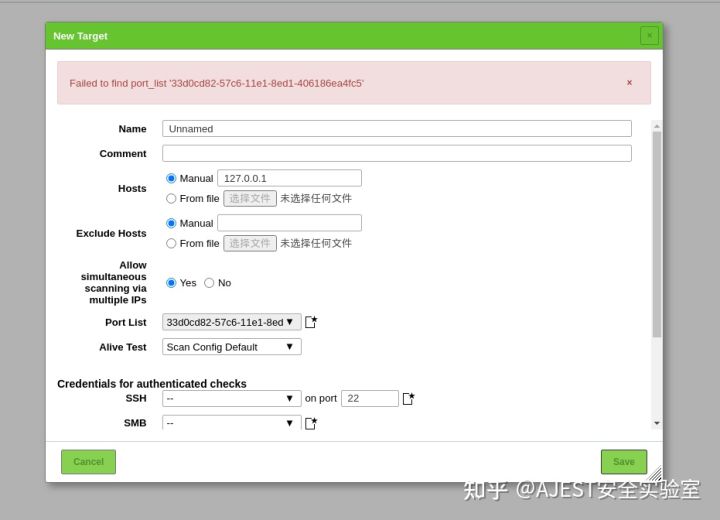 New Target
×
Failed to find port_list '33d0cd82-57c6-11e1-8ed1-406186ea4fc5'
×
Name Unnamed
Comment
Hosts
Manual 127.0.0.1
From file 选择文件 未选择任何文件
Exclude Hosts
Manual
From file 选择文件 未选择任何文件
Allow
simultaneous
scanning via
multiple IPs
Yes No
Port List 33d0cd82-57c6-11e1-8ed ▼
Alive Test Scan Config Default ▼
Credentials for authenticated checks
SSH -- ▼ on port 22
SMB -- ▼
Cancel Save
知乎 @AJEST安全实验室